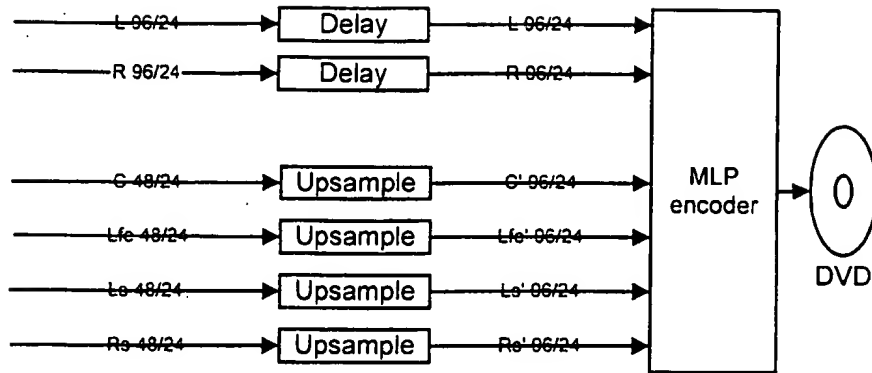 L 96/24 Delay L 96/24
R 96/24 Delay R 96/24
C 48/24 Upsample C' 96/24
Lfe 48/24 Upsample Lfe' 96/24
Ls 48/24 Upsample Ls' 96/24
Rs 48/24 Upsample Rs' 96/24
MLP
encoder
DVD